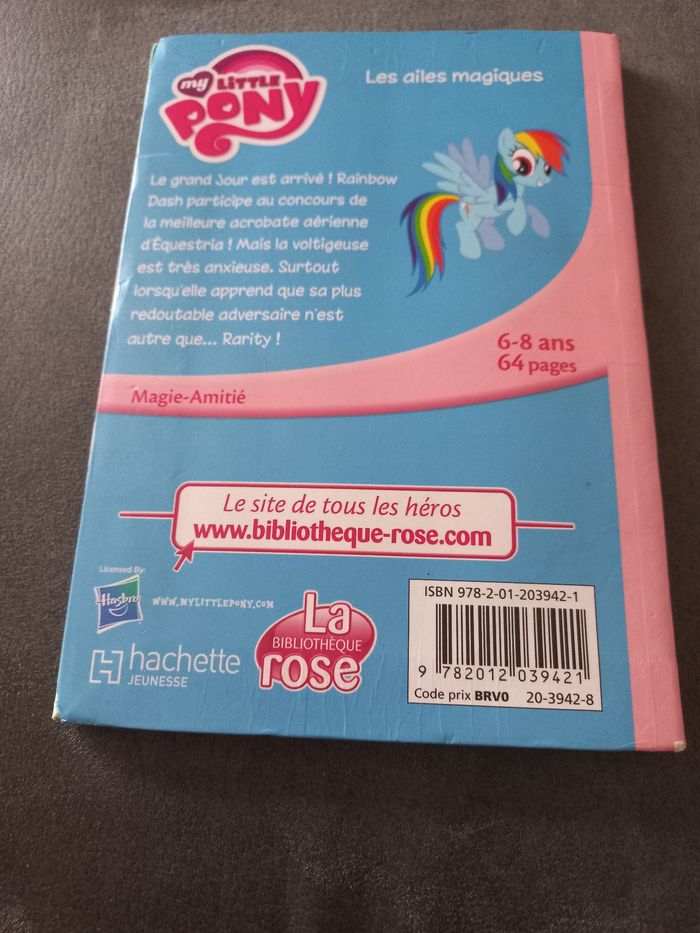 my LITTLE PONY
Les ailes magiques
Le grand jour est arrivé ! Rainbow
Dash participe au concours de
la meilleure acrobate aérienne
d'Équestria ! Mais la voltigeuse
est très anxieuse. Surtout
lorsqu'elle apprend que sa plus
redoutable adversaire n'est
autre que... Rarity !
6-8 ans
64 pages
Magie-Amitié
Le site de tous les héros
www.bibliotheque-rose.com
Licensed By:
Hasbro
WWW.MYLITTLEPONY.COM
La
BIBLIOTHÈQUE
rose
hachette
JEUNESSE
ISBN 978-2-01-203942-1
9 782012 039421
Code prix BRV0 20-3942-8